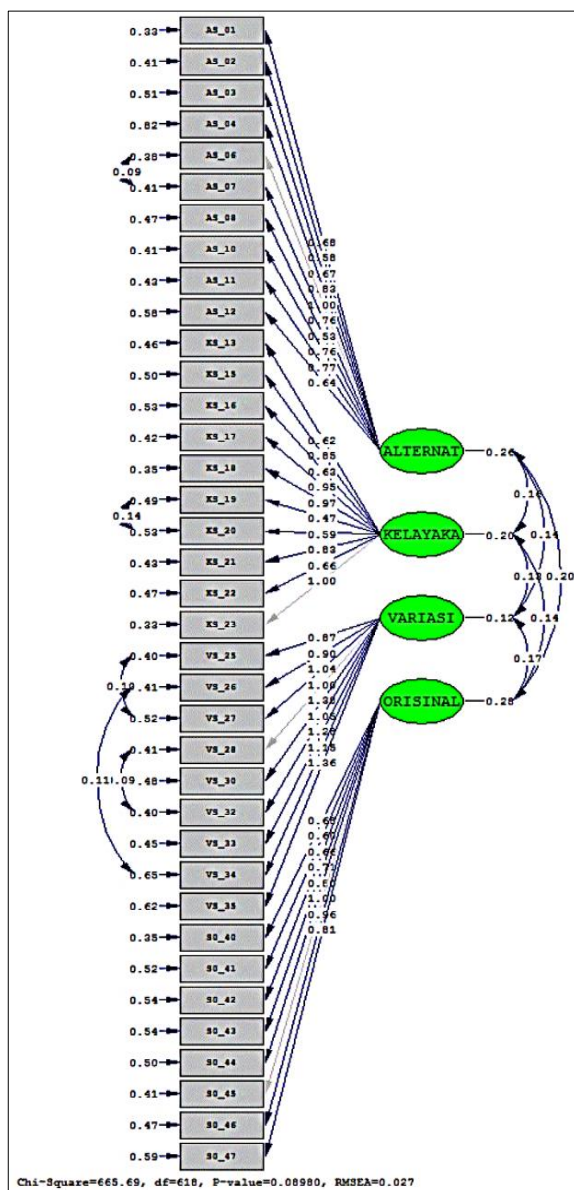 0.33 AS_01
0.41 AS_02
0.51 AS_03
0.82 AS_04
0.38 AS_06
0.09
0.41 AS_07
0.47 AS_08
0.41 AS_10
0.43 AS_11
0.58 AS_12
0.46 KS_13
0.50 KS_15
0.53 KS_16
0.42 KS_17
0.35 KS_18
0.49 KS_19
0.14
0.53 KS_20
0.43 KS_21
0.47 KS_22
0.33 KS_23
0.40 VS_25
0.41 VS_26
0.52 VS_27
0.41 VS_28
0.11
0.48 VS_30
0.40 VS_32
0.45 VS_33
0.65 VS_34
0.62 VS_35
0.35 SO_40
0.52 SO_41
0.54 SO_42
0.54 SO_43
0.50 SO_44
0.41 SO_45
0.47 SO_46
0.59 SO_47
0.68
0.58
0.67
0.83
1.00
0.76
0.53
0.76
0.77
0.64
0.62
0.85
0.63
0.95
0.97
0.47
0.59
0.83
0.66
1.00
0.87
0.90
1.04
1.00
1.36
0.71
1.00
0.96
0.81
ALTERNAT 0.26
KELAYAKA 0.20
VARIASI 0.12
ORISINAL
0.14
0.20
0.14
0.17
Chi-Square=665.69, df=618, P-value=0.08980, RMSEA=0.027